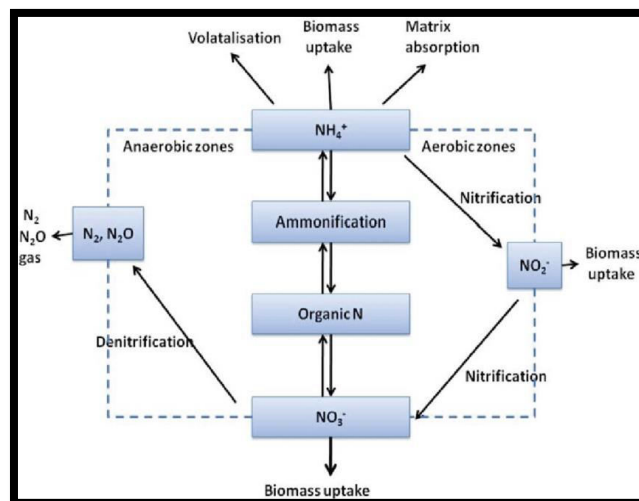 Volatalisation
Biomass
uptake
Matrix
absorption
NH₄⁺
Anaerobic zones
Aerobic zones
Nitrification
N₂
N₂O
gas
N₂, N₂O
Ammonification
NO₂⁻
Biomass
uptake
Organic N
Denitrification
Nitrification
NO₃⁻
Biomass uptake